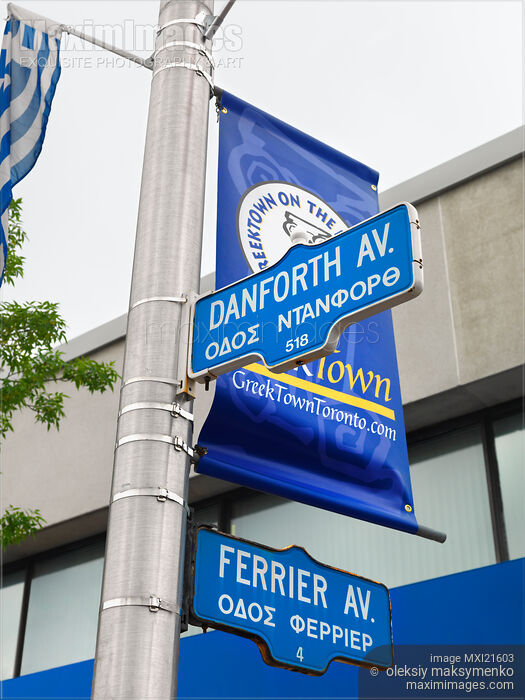 MaximImages
EXQUISITE PHOTOGRAPHY & ART
GREEKTOWN ON THE
DANFORTH AV.
ΟΔΟΣ ΝΤΑΝΦΟΡΘ
518
Town
GreekTownToronto.com
FERRIER AV.
ΟΔΟΣ ΦΕΡΡΙΕΡ
4
image MXI21603
© oleksiy maksymenko
maximimages.com